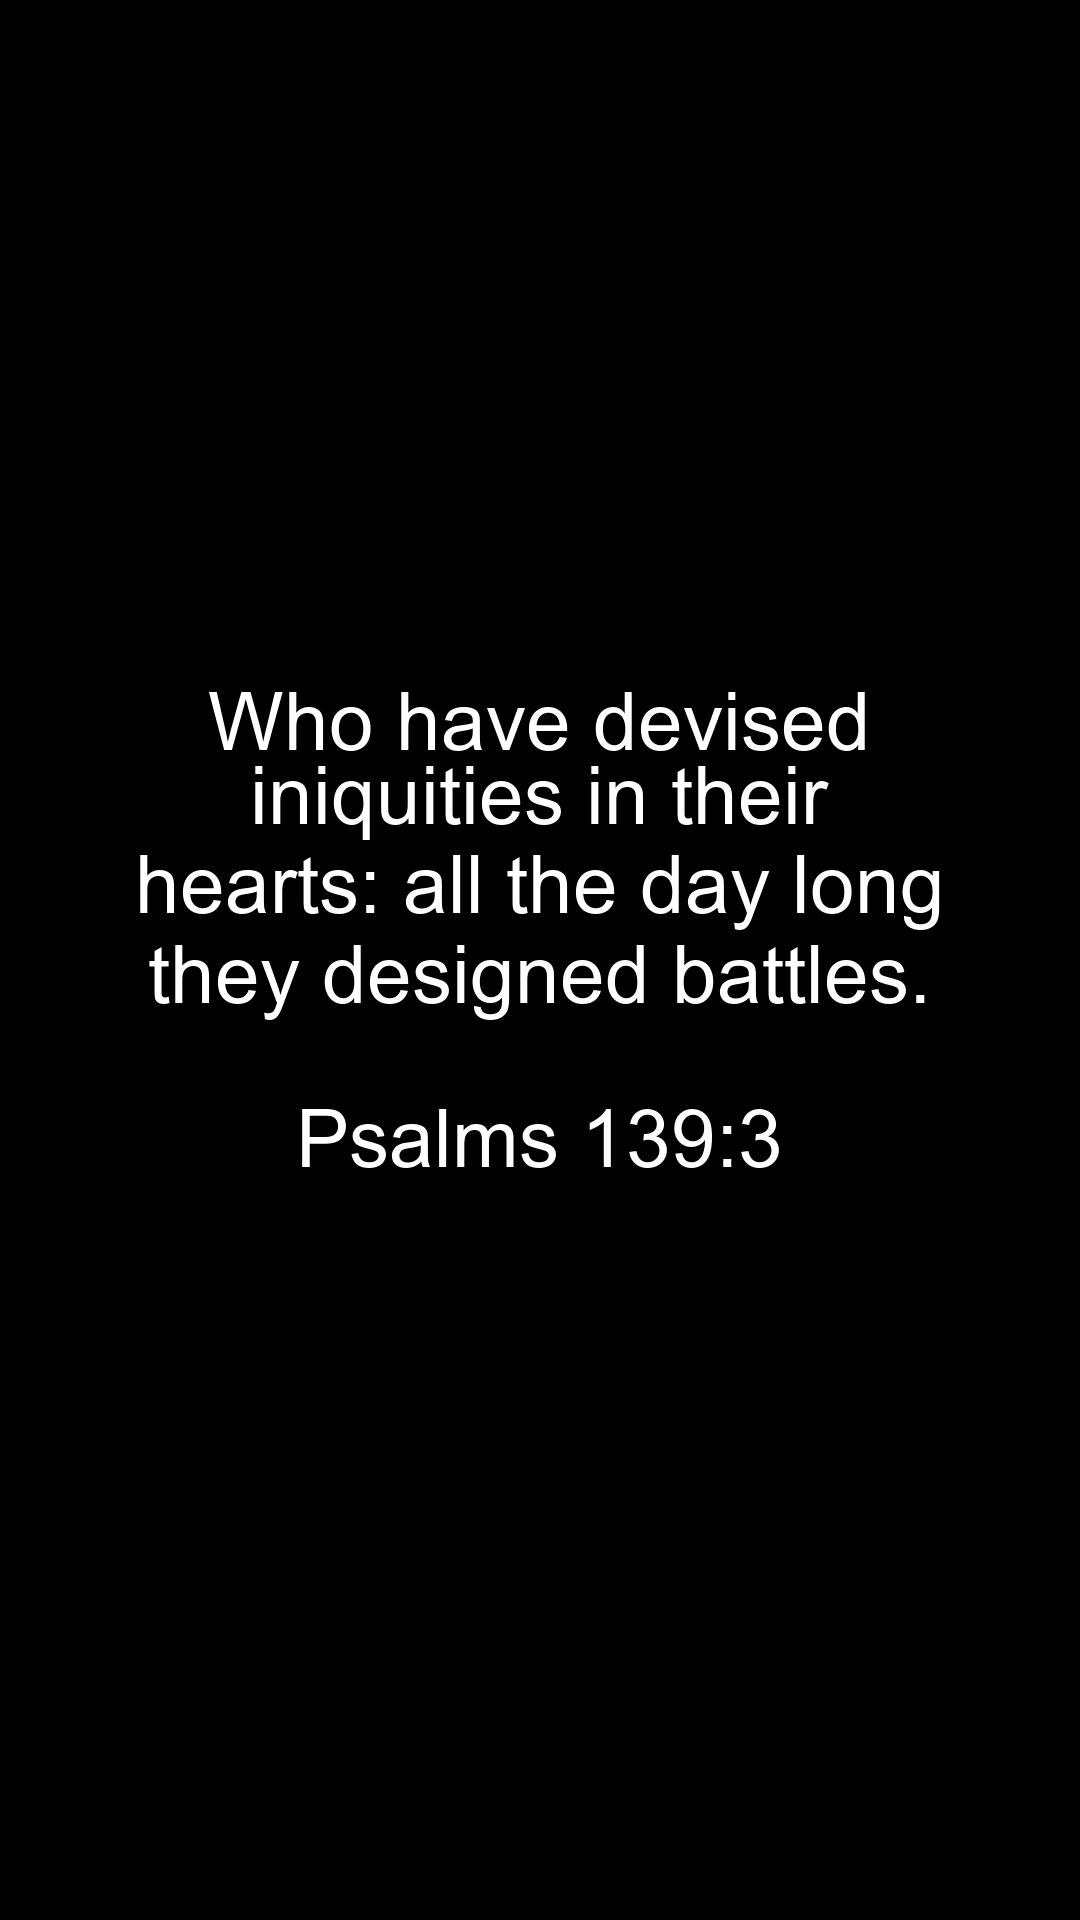 Who have devised
iniquities in their
hearts: all the day long
they designed battles.
Psalms 139:3